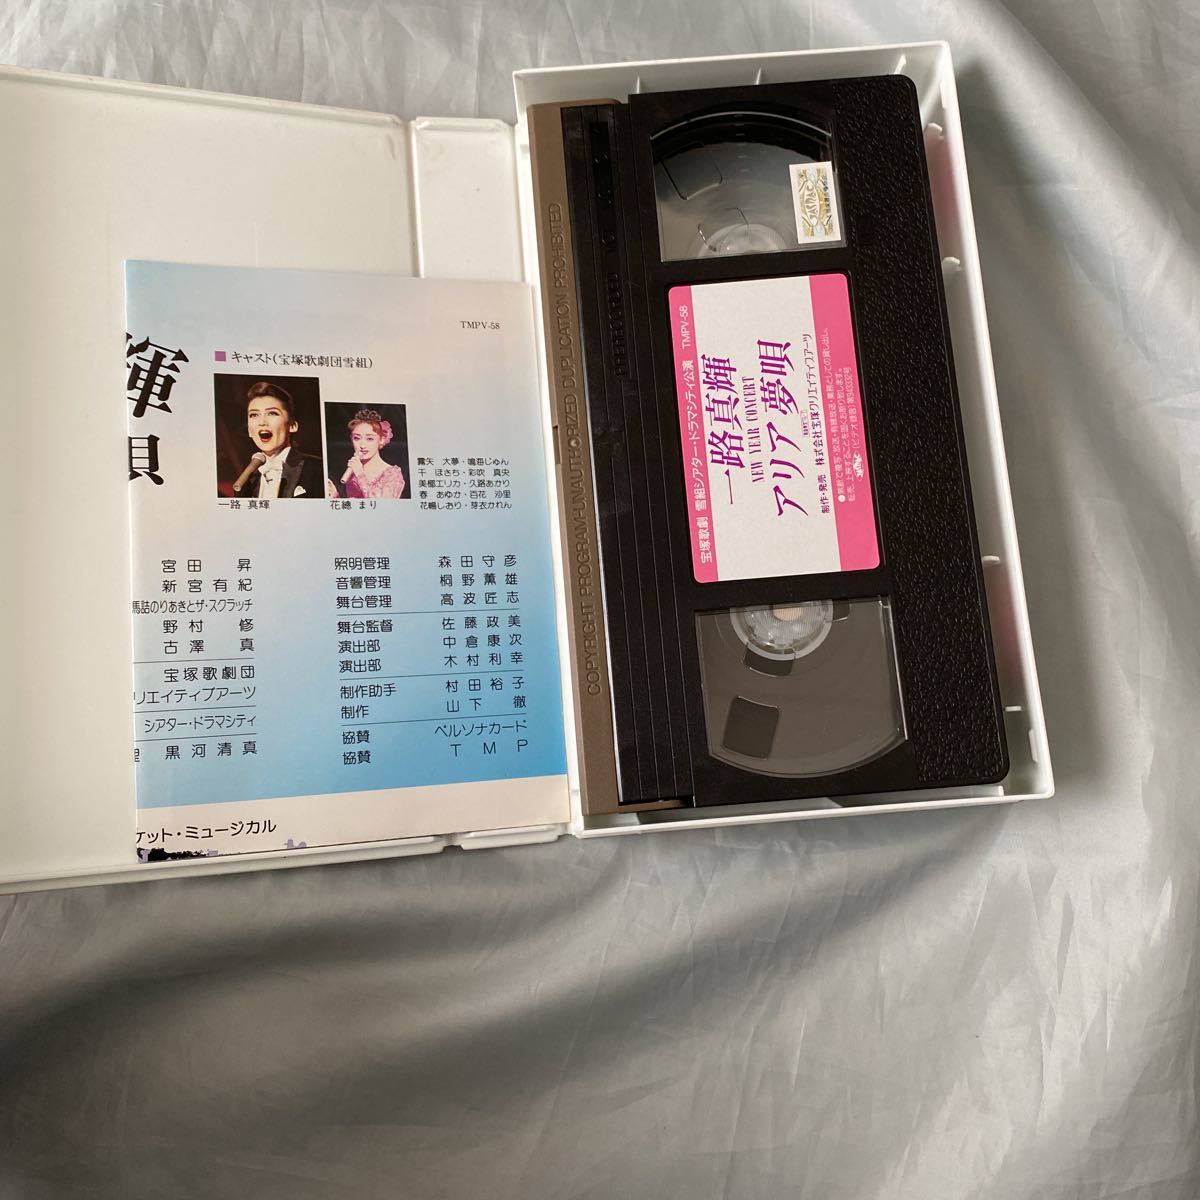 輝
唄
TMPV-58
■ キャスト(宝塚歌劇団雪組)
一路 真輝
花總 まり
霧矢 大夢・鳴海じゅん
千 ほさち・彩吹 真央
美椰エリカ・久路あかり
春 あゆか・百花 沙里
花嶋しおり・芽衣かれん
宮田 昇
新宮有紀
馬詰のりあきとザ・スクラッチ
野村 修
古澤 真
宝塚歌劇団
リエイティブアーツ
シアター・ドラマシティ
黒河清真
照明管理 森田守彦
音響管理 桐野薫雄
舞台管理 高波匠志
舞台監督 佐藤政美
演出部 中倉康次
演出部 木村利幸
制作助手 村田裕子
制作 山下 徹
協賛 ペルソナカード
協賛 TMP
ケット・ミュージカル
COPYRIGHT PROGRAM-UNAUTHORIZED DUPLICATION PROHIBITED
JASRAC
宝塚歌劇 雪組シアター・ドラマシティ公演 TMPV-58
一路真輝
NEW YEAR CONCERT
アリア 夢唄
制作・発売 株式会社宝塚クリエイティブアーツ